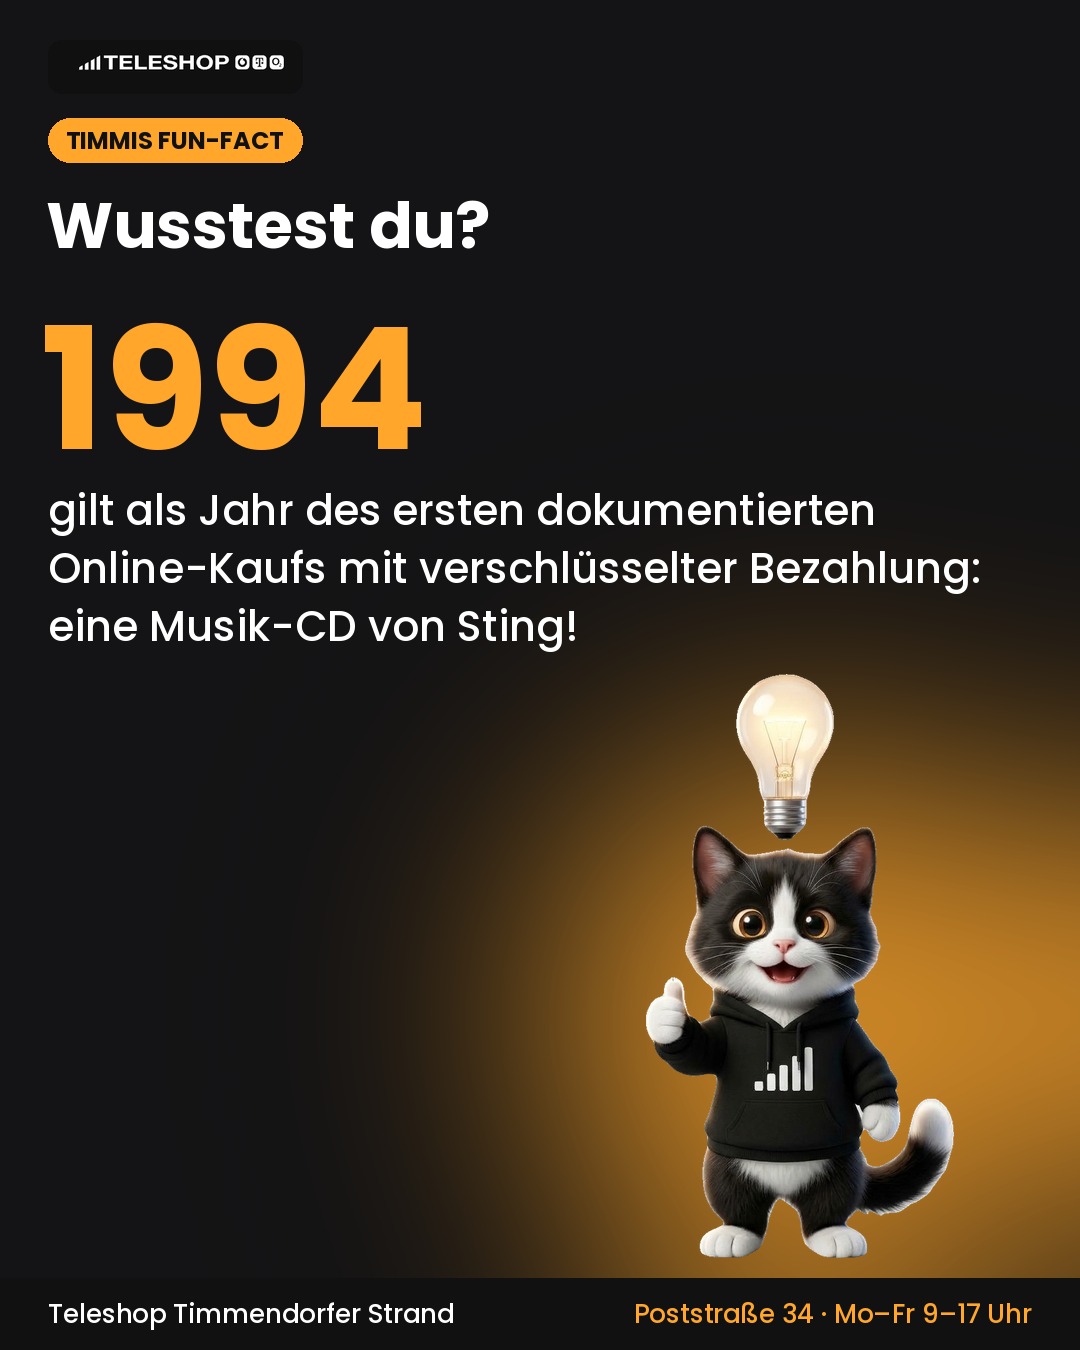 TELESHOP
TIMMIS FUN-FACT
Wusstest du?
1994
gilt als Jahr des ersten dokumentierten
Online-Kaufs mit verschlüsselter Bezahlung:
eine Musik-CD von Sting!
Teleshop Timmendorfer Strand
Poststraße 34 · Mo–Fr 9–17 Uhr